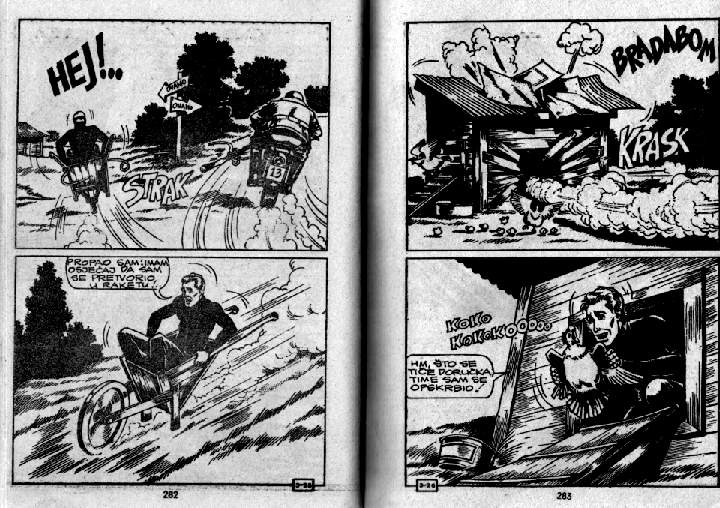 HEJ!..
13
STRAK
PROPAO SAM! IMAM
OSJEĆAJ DA SAM
SE PRETVORIO
U RAKETU...
282
BRADABOM
KRASK
KOKO
KOKOKOOOOO
HM, ŠTO SE
TIČE DORUČKA,
TIME SAM SE
OPSKRBIO!
283